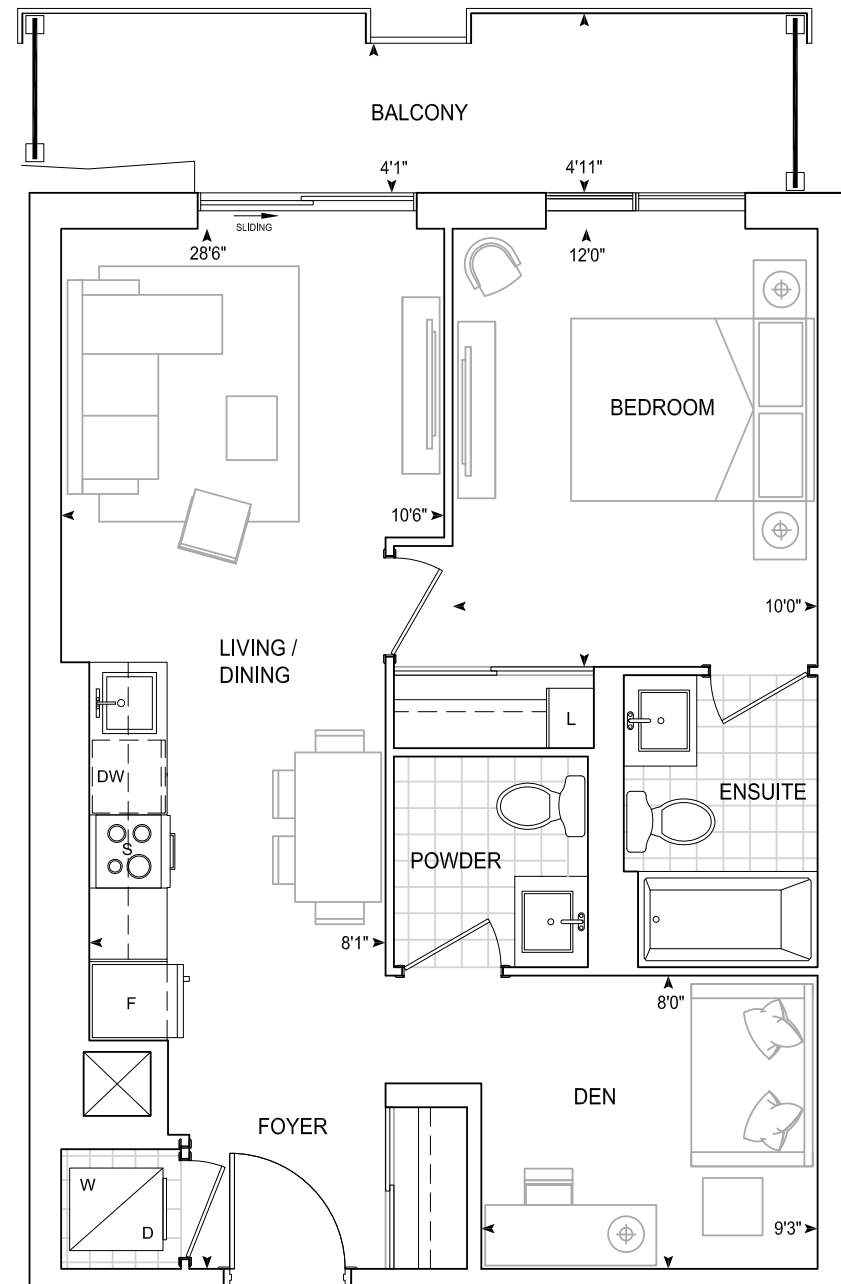 BALCONY
4'1"
4'11"
SLIDING
28'6"
12'0"
BEDROOM
10'6"
10'0"
LIVING /
DINING
L
DW
ENSUITE
S
POWDER
8'1"
F
8'0"
DEN
FOYER
W
D
9'3"